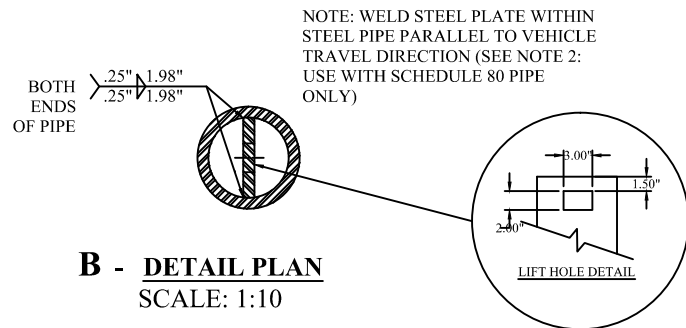 NOTE: WELD STEEL PLATE WITHIN
STEEL PIPE PARALLEL TO VEHICLE
TRAVEL DIRECTION (SEE NOTE 2:
USE WITH SCHEDULE 80 PIPE
ONLY)
BOTH
ENDS
OF PIPE
.25" 1.98"
.25" 1.98"
3.00"
1.50"
2.00"
LIFT HOLE DETAIL
B - DETAIL PLAN
SCALE: 1:10